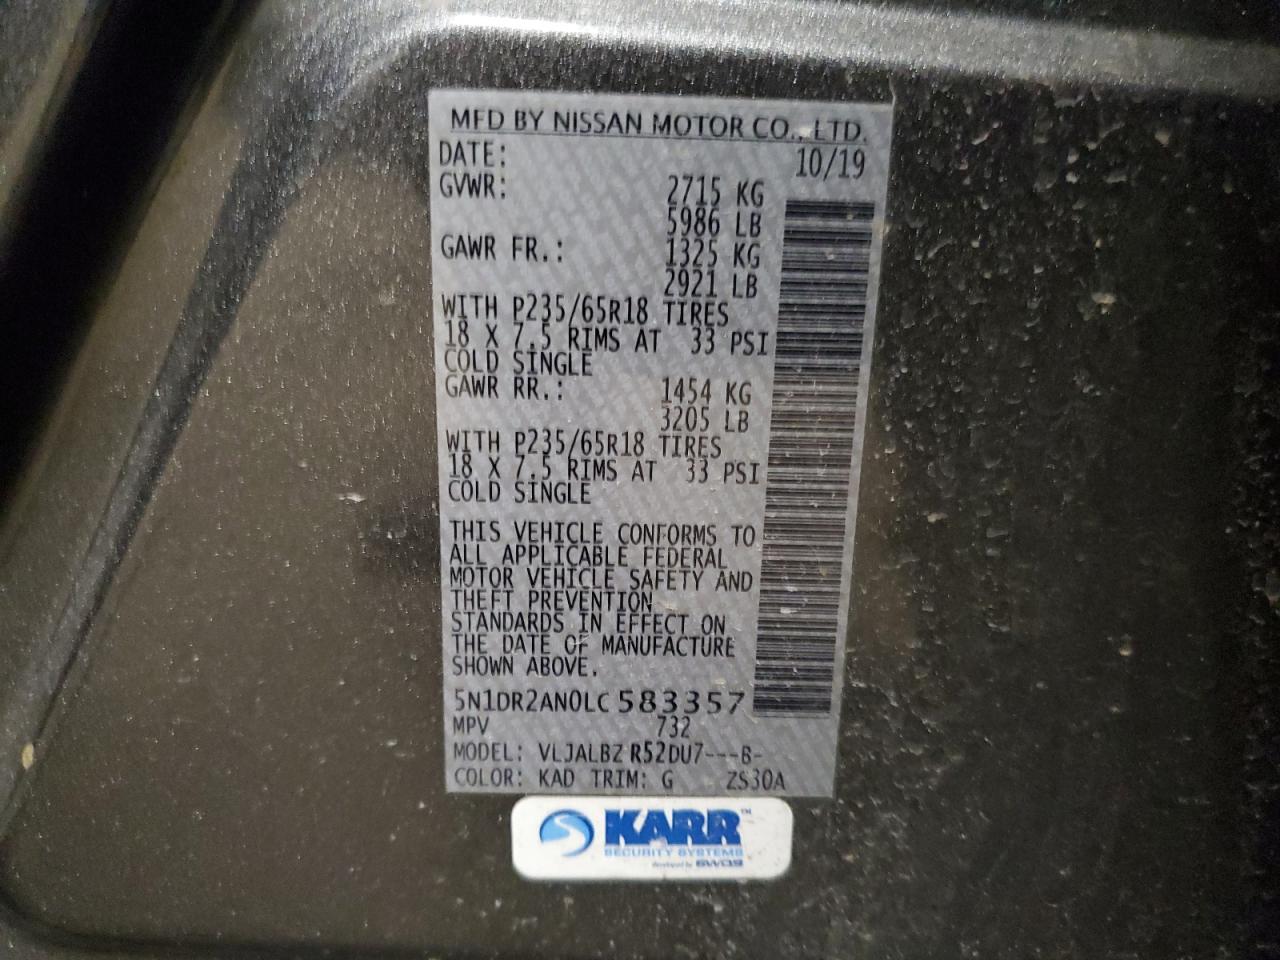 MFD BY NISSAN MOTOR CO., LTD.
DATE: 10/19
GVWR: 2715 KG
5986 LB
GAWR FR.: 1325 KG
2921 LB
WITH P235/65R18 TIRES
18 X 7.5 RIMS AT 33 PSI
COLD SINGLE
GAWR RR.: 1454 KG
3205 LB
WITH P235/65R18 TIRES
18 X 7.5 RIMS AT 33 PSI
COLD SINGLE
THIS VEHICLE CONFORMS TO
ALL APPLICABLE FEDERAL
MOTOR VEHICLE SAFETY AND
THEFT PREVENTION
STANDARDS IN EFFECT ON
THE DATE OF MANUFACTURE
SHOWN ABOVE.
5N1DR2AN0LC583357
MPV 732
MODEL: VLJALBZ R52DU7---B-
COLOR: KAD TRIM: G ZS30A
KARR™
SECURITY SYSTEMS
developed by SWDS